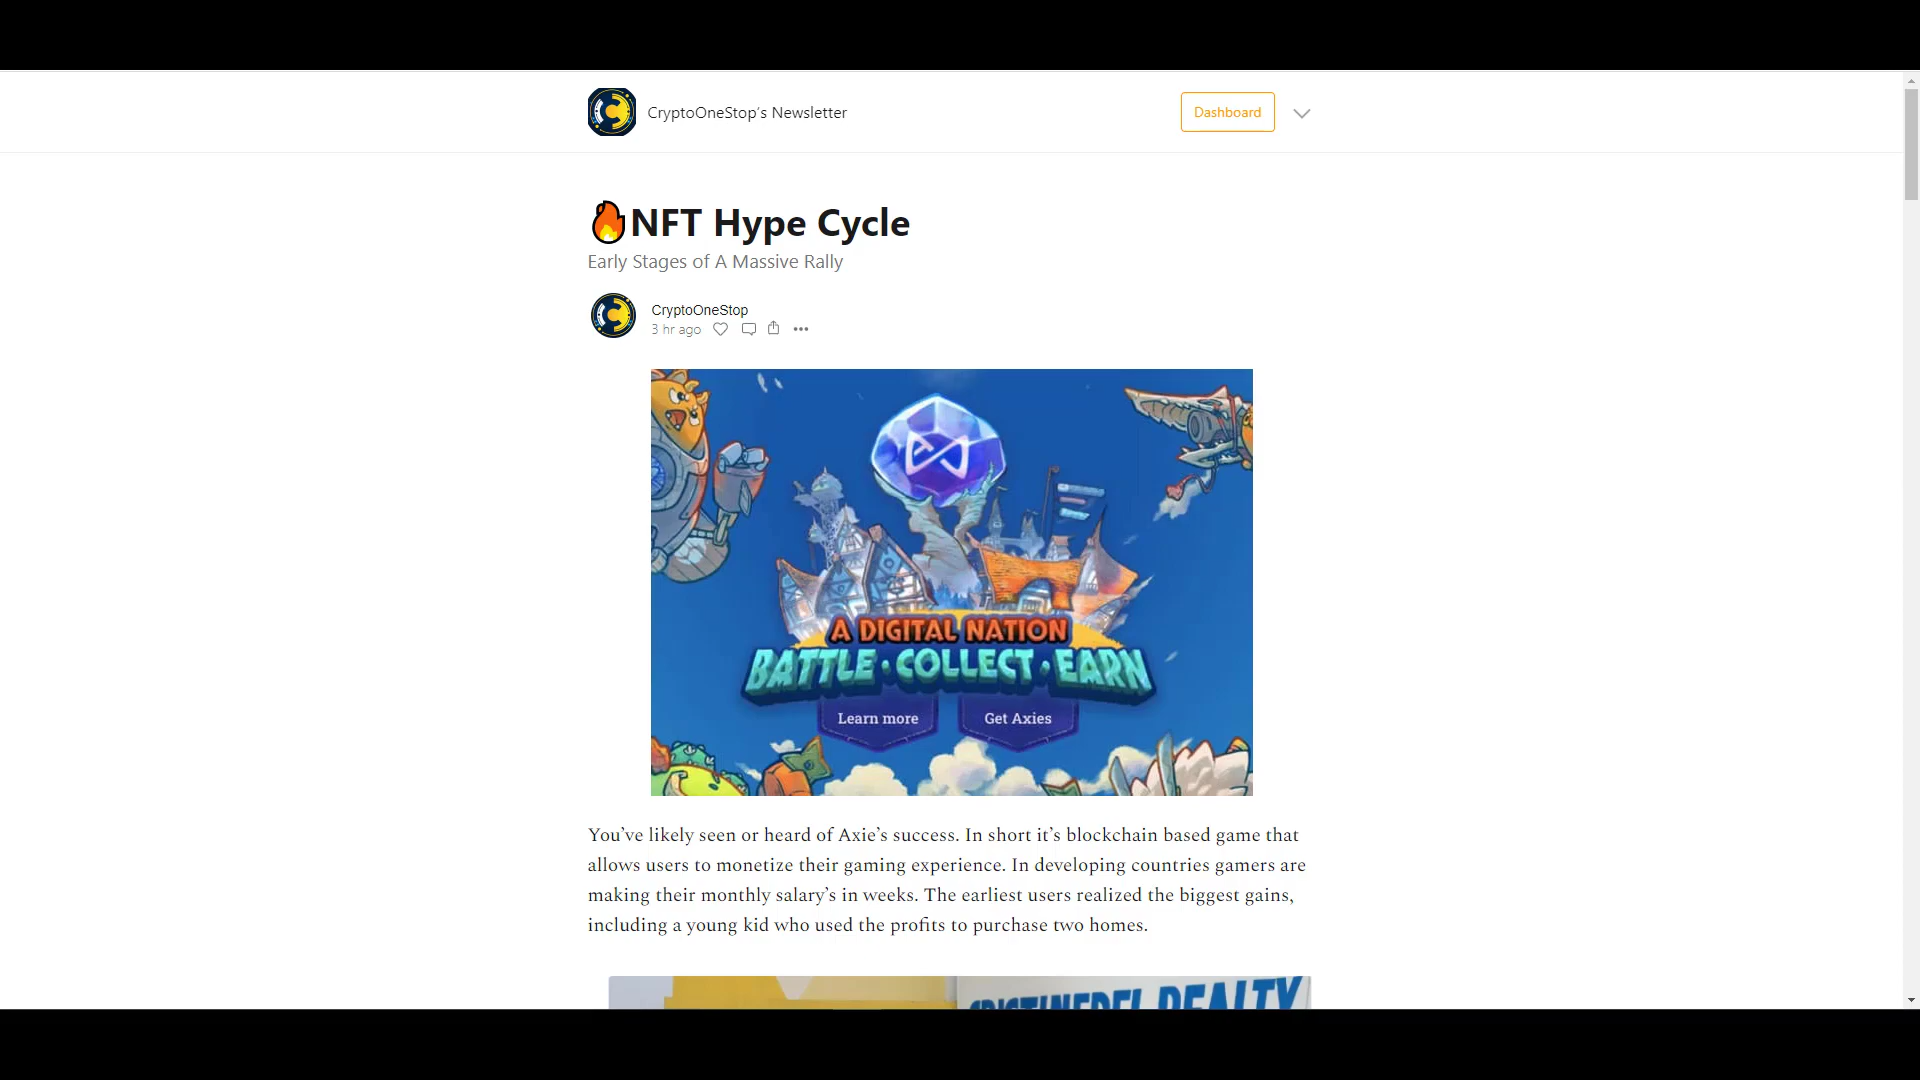 CryptoOneStop's Newsletter
Dashboard
NFT Hype Cycle
Early Stages of A Massive Rally
CryptoOneStop
3 hr ago
A DIGITAL NATION
BATTLE · COLLECT · EARN
Learn more
Get Axies
You've likely seen or heard of Axie's success. In short it's blockchain based game that
allows users to monetize their gaming experience. In developing countries gamers are
making their monthly salary's in weeks. The earliest users realized the biggest gains,
including a young kid who used the profits to purchase two homes.
REALTY